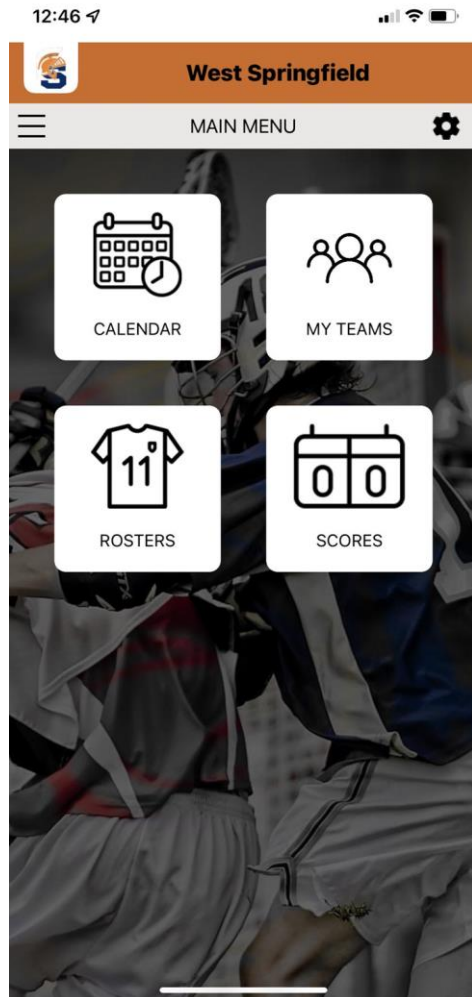 12:46
S
West Springfield
MAIN MENU
CALENDAR
MY TEAMS
11
ROSTERS
0 0
SCORES